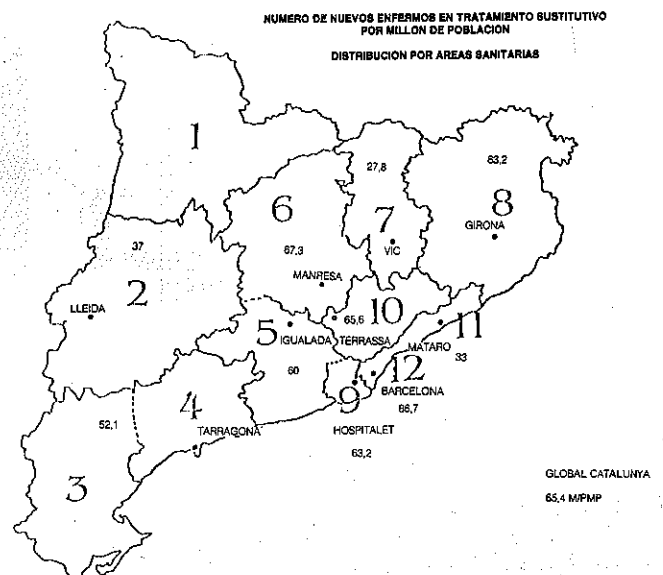 NUMERO DE NUEVOS ENFERMOS EN TRATAMIENTO SUSTITUTIVO
POR MILLON DE POBLACION
DISTRIBUCION POR AREAS SANITARIAS
1
27,8
63,2
6
8
7
GIRONA
37
67,3
VIC
2
MANRESA
LLEIDA
10
5
65,6
11
IGUALADA
TERRASSA
MATARO
33
60
12
9
BARCELONA
66,7
4
52,1
TARRAGONA
HOSPITALET
63,2
3
GLOBAL CATALUNYA
65,4 M/PMP